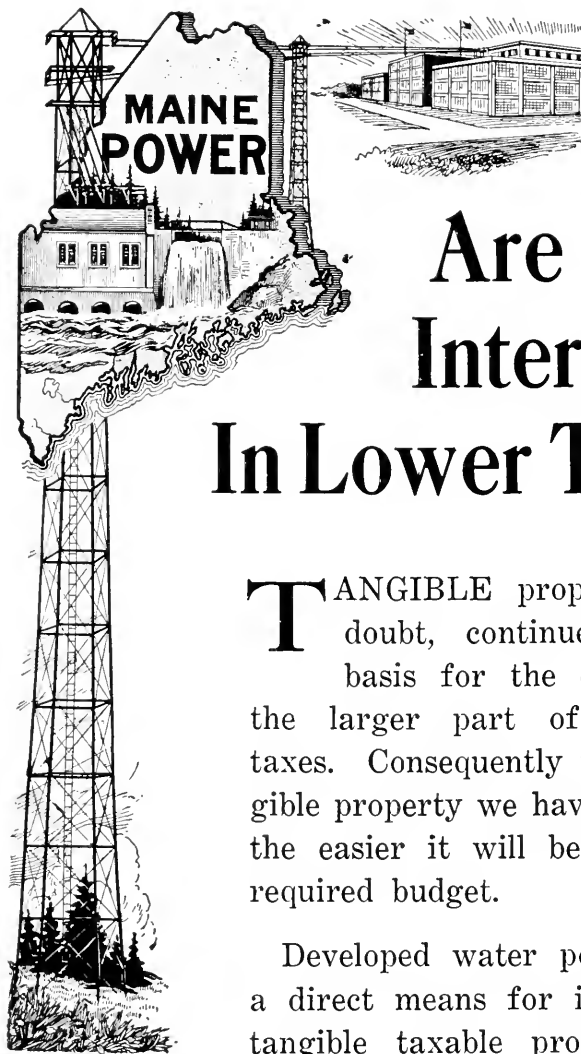 MAINE
POWER
Are
Inter
In Lower T
TANGIBLE prop
doubt, continue
basis for the
the larger part of
taxes. Consequently
gible property we hav
the easier it will be
required budget.
Developed water po
a direct means for i
tangible taxable pro